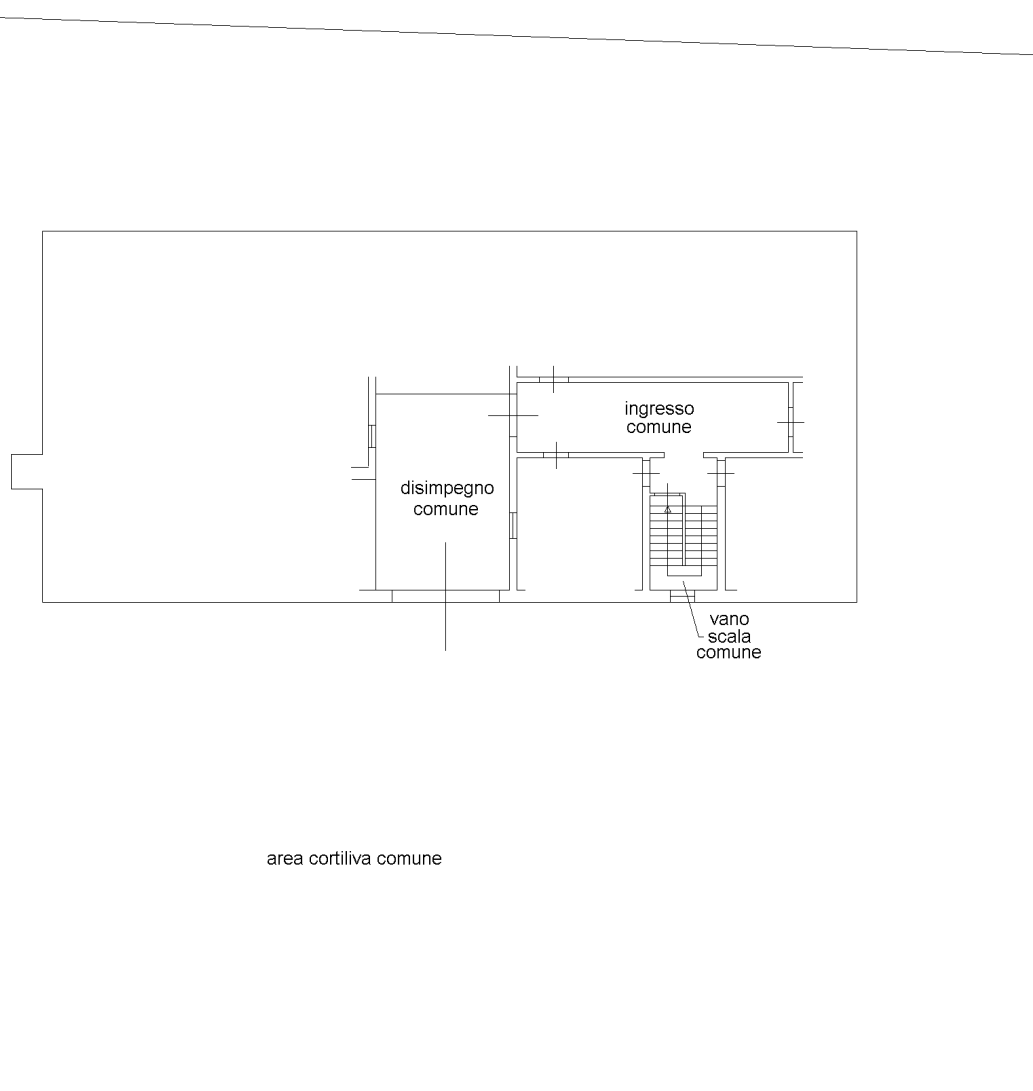 ingresso
comune
disimpegno
comune
vano
scala
comune
area cortiliva comune